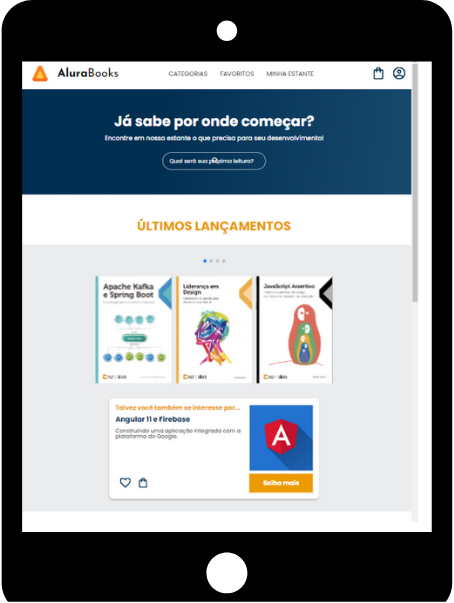 AluraBooks
CATEGORIAS FAVORITOS MINHA ESTANTE
Já sabe por onde começar?
Encontre em nossa estante o que precisa para seu desenvolvimento!
Qual será sua próxima leitura?
ÚLTIMOS LANÇAMENTOS
Apache Kafka
e Spring Boot
Liderança em
Design
JavaScript Assertivo
Talvez você também se interesse por...
Angular 11 e Firebase
Construindo uma aplicação integrada com a
plataforma do Google.
A
Saiba mais